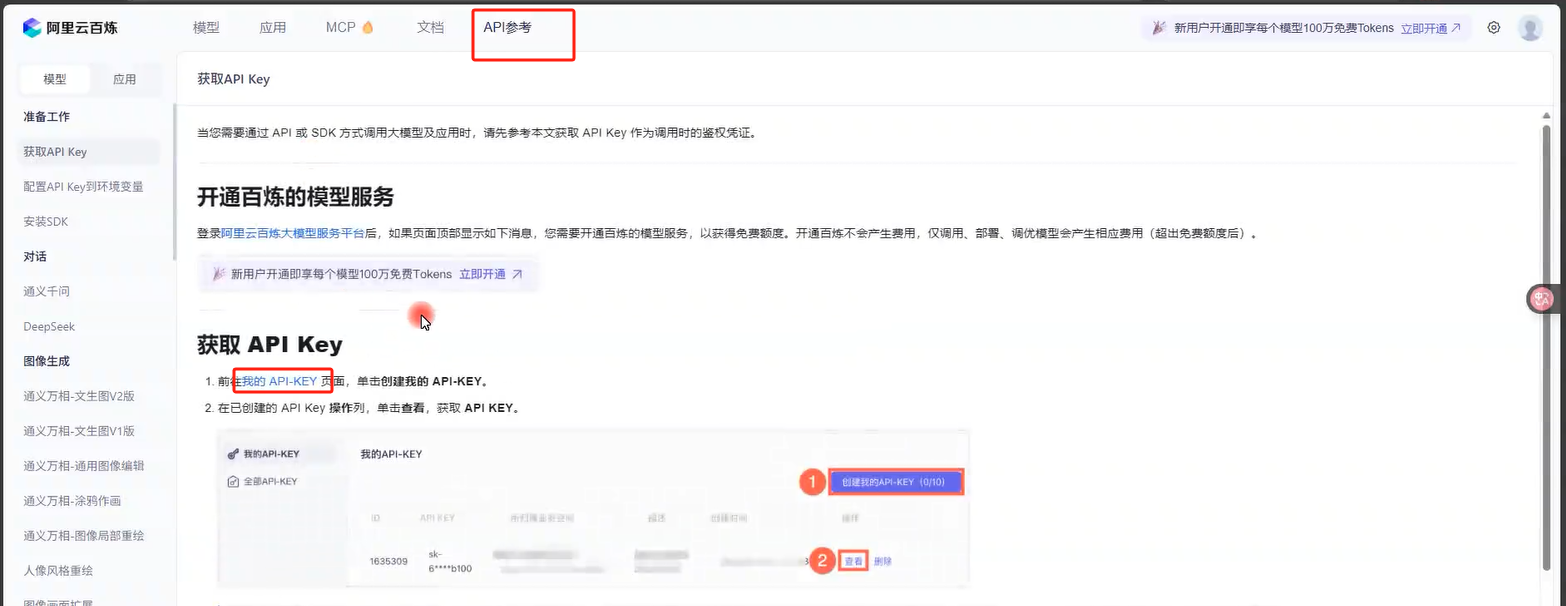 阿里云百炼
模型 应用 MCP 文档 API参考
新用户开通即享每个模型100万免费Tokens 立即开通
模型 应用
准备工作
获取API Key
配置API Key到环境变量
安装SDK
对话
通义千问
DeepSeek
图像生成
通义万相-文生图V2版
通义万相-文生图V1版
通义万相-通用图像编辑
通义万相-涂鸦作画
通义万相-图像局部重绘
人像风格重绘
图像画面扩展
获取API Key
当您需要通过 API 或 SDK 方式调用大模型及应用时，请先参考本文获取 API Key 作为调用时的鉴权凭证。
开通百炼的模型服务
登录阿里云百炼大模型服务平台后，如果页面顶部显示如下消息，您需要开通百炼的模型服务，以获得免费额度。开通百炼不会产生费用，仅调用、部署、调优模型会产生相应费用（超出免费额度后）。
新用户开通即享每个模型100万免费Tokens 立即开通
获取 API Key
1. 前往我的 API-KEY 页面，单击创建我的 API-KEY。
2. 在已创建的 API Key 操作列，单击查看，获取 API KEY。
我的API-KEY
全部API-KEY
我的API-KEY
1 创建我的API-KEY（0/10）
ID API KEY 描述 创建时间 操作
1635309 sk-6****b100 2 查看 删除